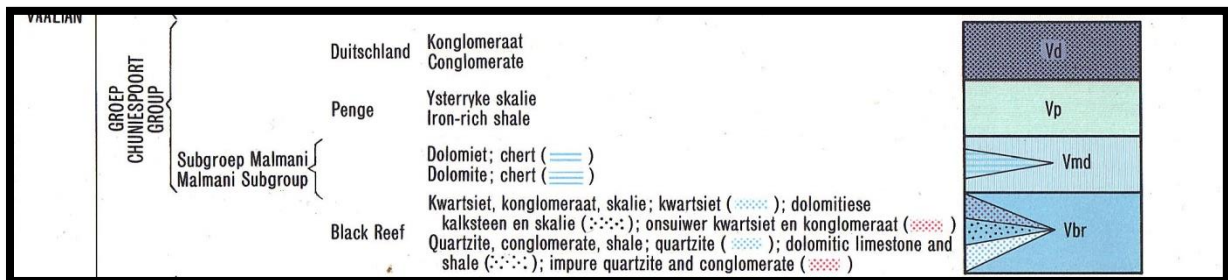 VAALIAN
GROEP
CHUNIESPOORT
GROUP
Duitschland
Konglomeraat
Conglomerate
Vd
Penge
Ysterryke skalie
Iron-rich shale
Vp
Subgroep Malmani
Malmani Subgroup
Dolomiet; chert ( )
Dolomite; chert ( )
Vmd
Black Reef
Kwartsiet, konglomeraat, skalie; kwartsiet ( ); dolomitiese
kalksteen en skalie ( ); onsuiwer kwartsiet en konglomeraat ( )
Quartzite, conglomerate, shale; quartzite ( ); dolomitic limestone and
shale ( ); impure quartzite and conglomerate ( )
Vbr